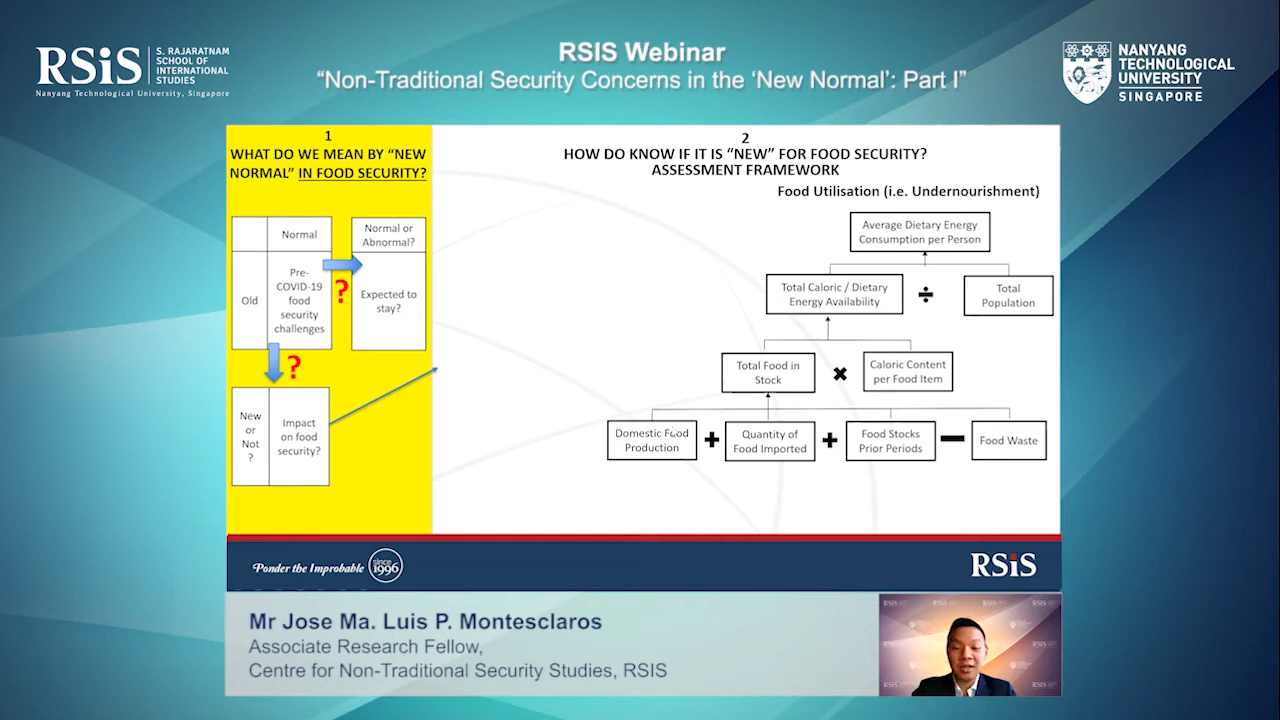 RSiS
S. RAJARATNAM
SCHOOL OF
INTERNATIONAL
STUDIES
Nanyang Technological University, Singapore
RSIS Webinar
“Non-Traditional Security Concerns in the ‘New Normal’: Part I”
NANYANG
TECHNOLOGICAL
UNIVERSITY
SINGAPORE
1
WHAT DO WE MEAN BY “NEW
NORMAL” IN FOOD SECURITY?
Normal
Old
Pre-
COVID-19
food
security
challenges
?
Normal or
Abnormal?
Expected to
stay?
?
New
or
Not
?
Impact
on food
security?
2
HOW DO KNOW IF IT IS “NEW” FOR FOOD SECURITY?
ASSESSMENT FRAMEWORK
Food Utilisation (i.e. Undernourishment)
Average Dietary Energy
Consumption per Person
Total Caloric / Dietary
Energy Availability
÷
Total
Population
Total Food in
Stock
✖
Caloric Content
per Food Item
Domestic Food
Production
+
Quantity of
Food Imported
+
Food Stocks
Prior Periods
−
Food Waste
Ponder the Improbable
since
1996
RSiS
Mr Jose Ma. Luis P. Montesclaros
Associate Research Fellow,
Centre for Non-Traditional Security Studies, RSIS